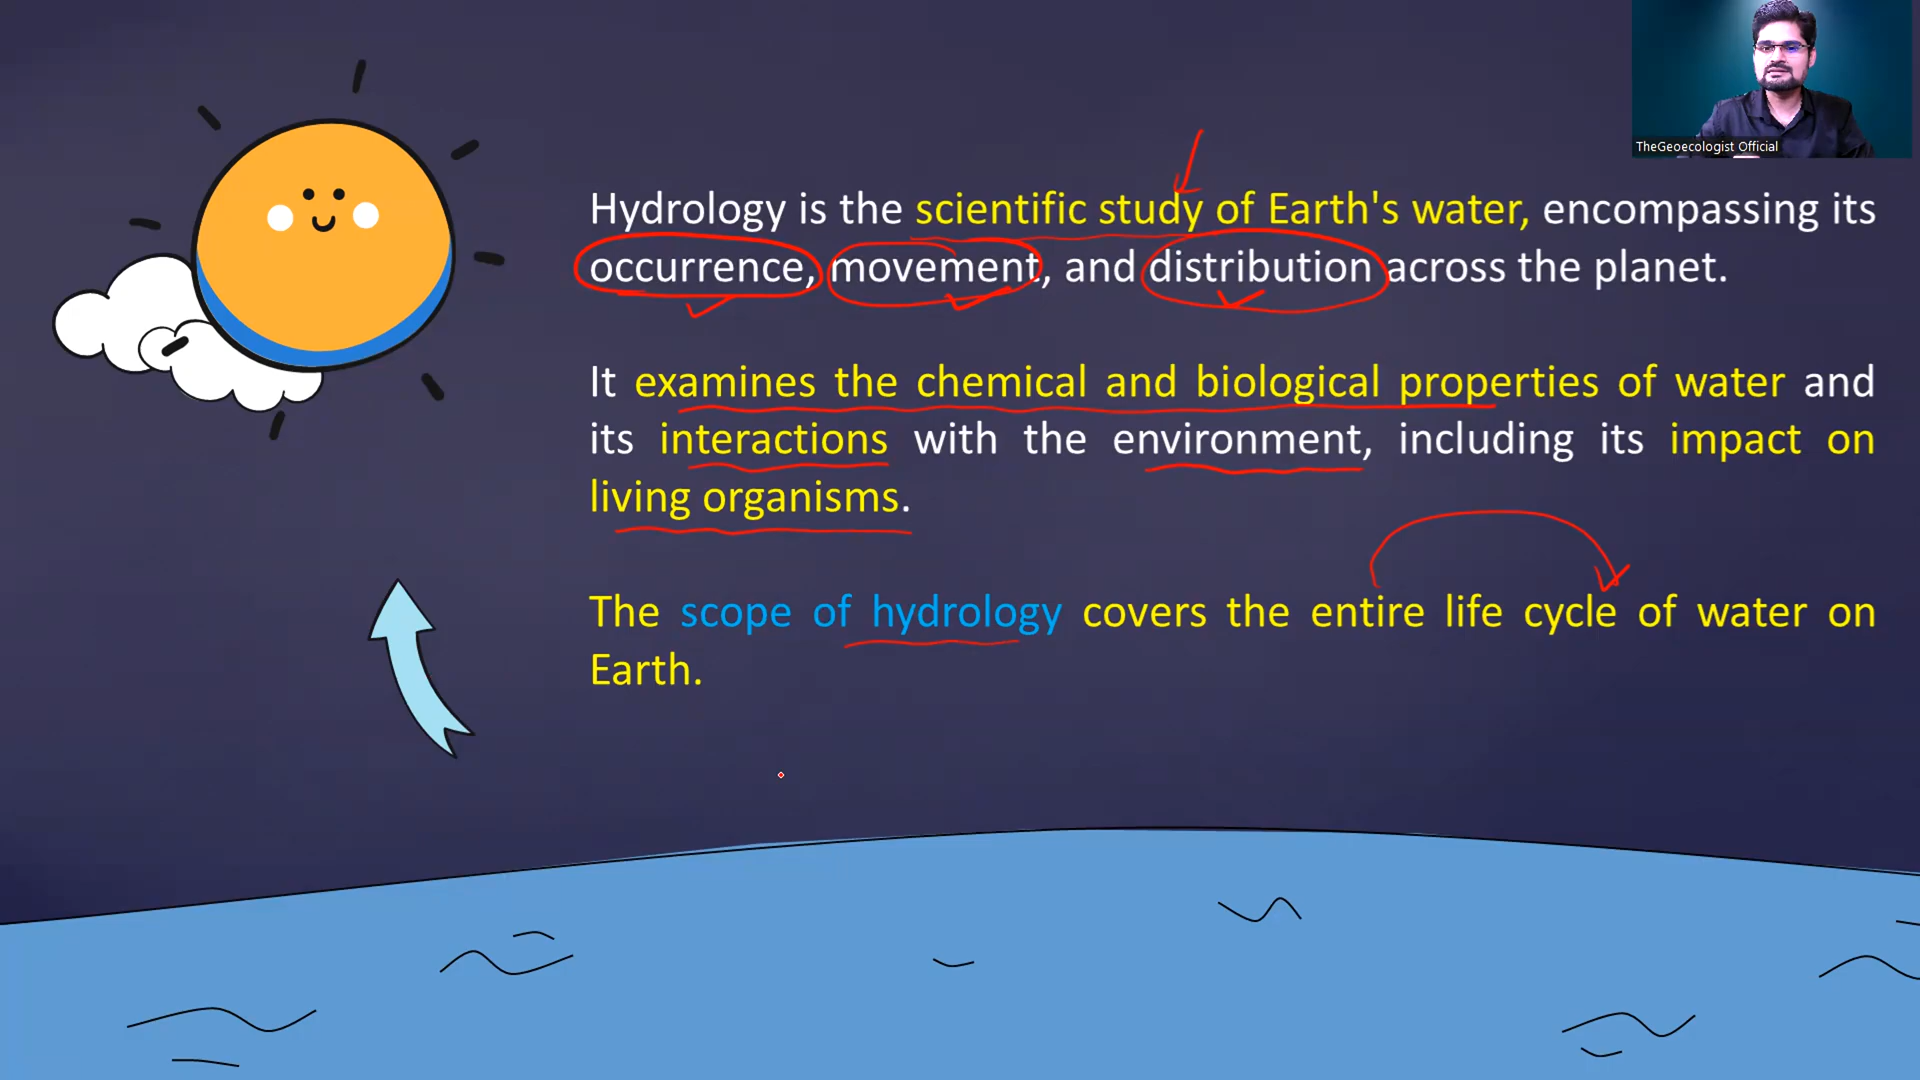 TheGeoecologist Official
Hydrology is the scientific study of Earth's water, encompassing its
occurrence, movement, and distribution across the planet.
It examines the chemical and biological properties of water and
its interactions with the environment, including its impact on
living organisms.
The scope of hydrology covers the entire life cycle of water on
Earth.